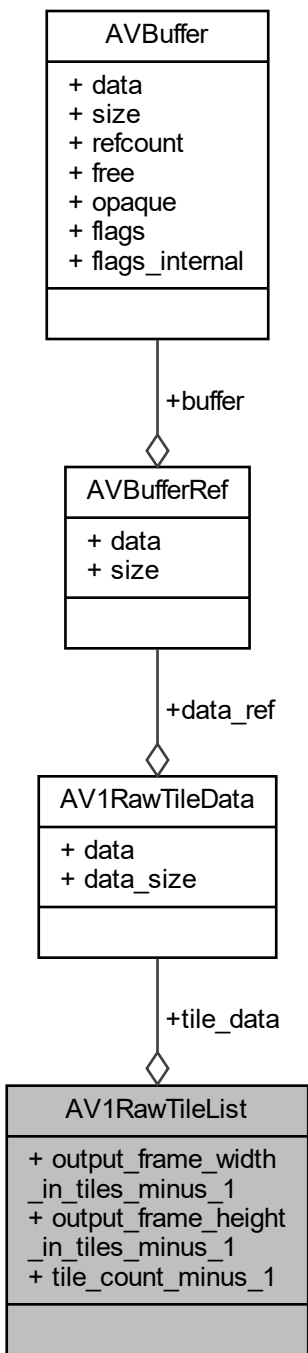 AVBuffer
+ data
+ size
+ refcount
+ free
+ opaque
+ flags
+ flags_internal
+buffer
AVBufferRef
+ data
+ size
+data_ref
AV1RawTileData
+ data
+ data_size
+tile_data
AV1RawTileList
+ output_frame_width
_in_tiles_minus_1
+ output_frame_height
_in_tiles_minus_1
+ tile_count_minus_1